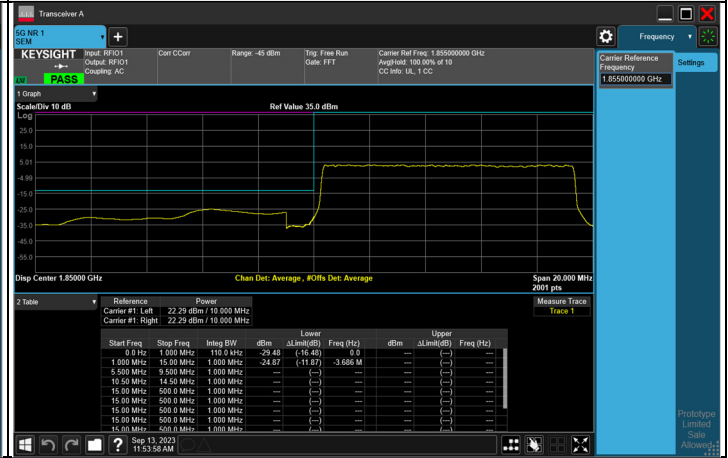 Transceiver A
5G NR 1
SEM
Frequency
KEYSIGHT
LXI
PASS
Input: RFIO1
Output: RFIO1
Coupling: AC
Corr CCorr
Range: -45 dBm
Trig: Free Run
Gate: FFT
Carrier Ref Freq: 1.855000000 GHz
Avg|Hold: 100.00% of 10
CC Info: UL, 1 CC
Carrier Reference
Frequency
1.855000000 GHz
Settings
1 Graph
Scale/Div 10 dB
Ref Value 35.0 dBm
Log
25.0
15.0
5.01
-4.99
-15.0
-25.0
-35.0
-45.0
-55.0
Disp Center 1.85000 GHz
Chan Det: Average , #Offs Det: Average
Span 20.000 MHz
2001 pts
2 Table
Reference Power
Carrier #1: Left 22.29 dBm / 10.000 MHz
Carrier #1: Right 22.29 dBm / 10.000 MHz
Measure Trace
Trace 1
Lower Upper
Start Freq Stop Freq Integ BW dBm ΔLimit(dB) Freq (Hz) dBm ΔLimit(dB) Freq (Hz)
0.0 Hz 1.000 MHz 110.0 kHz -29.48 (-16.48) 0.0 --- (---) ---
1.000 MHz 15.00 MHz 1.000 MHz -24.87 (-11.87) -3.686 M --- (---) ---
5.500 MHz 9.500 MHz 1.000 MHz --- (---) --- --- (---) ---
10.50 MHz 14.50 MHz 1.000 MHz --- (---) --- --- (---) ---
15.00 MHz 500.0 MHz 1.000 MHz --- (---) --- --- (---) ---
15.00 MHz 500.0 MHz 1.000 MHz --- (---) --- --- (---) ---
15.00 MHz 500.0 MHz 1.000 MHz --- (---) --- --- (---) ---
15.00 MHz 500.0 MHz 1.000 MHz --- (---) --- --- (---) ---
Prototype
Limited
Sale
Allowed
?
Sep 13, 2023
11:53:58 AM